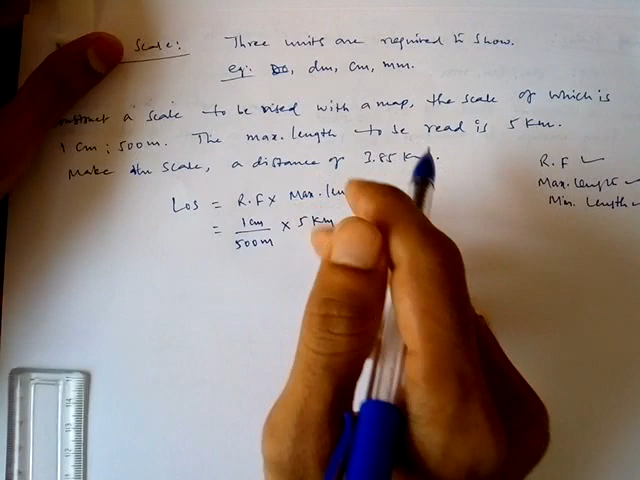 Scale: Three units are required to show.
eg: dm, cm, mm.
construct a scale to be used with a map, the scale of which is
1 cm : 500m. The max. length to be read is 5 km.
Make the scale, a distance of 3.85 km.
R.F ✓
Max. length ✓
Min. length ✓
LOS = R.F x Max. len
= 1cm/500m x 5 km
14